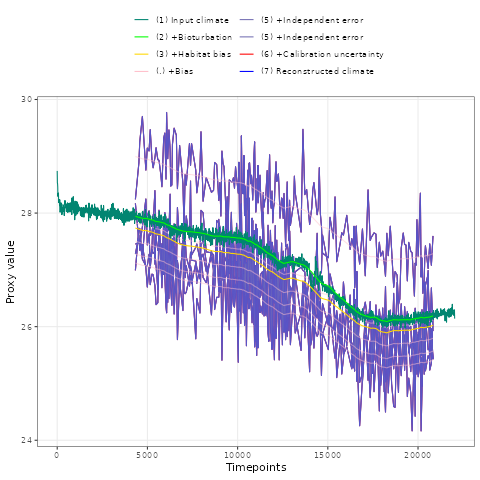 (1) Input climate
(2) +Bioturbation
(3) +Habitat bias
(.) +Bias
(5) +Independent error
(5) +Independent error
(6) +Calibration uncertainty
(7) Reconstructed climate
30
28
26
24
Proxy value
0 5000 10000 15000 20000
Timepoints